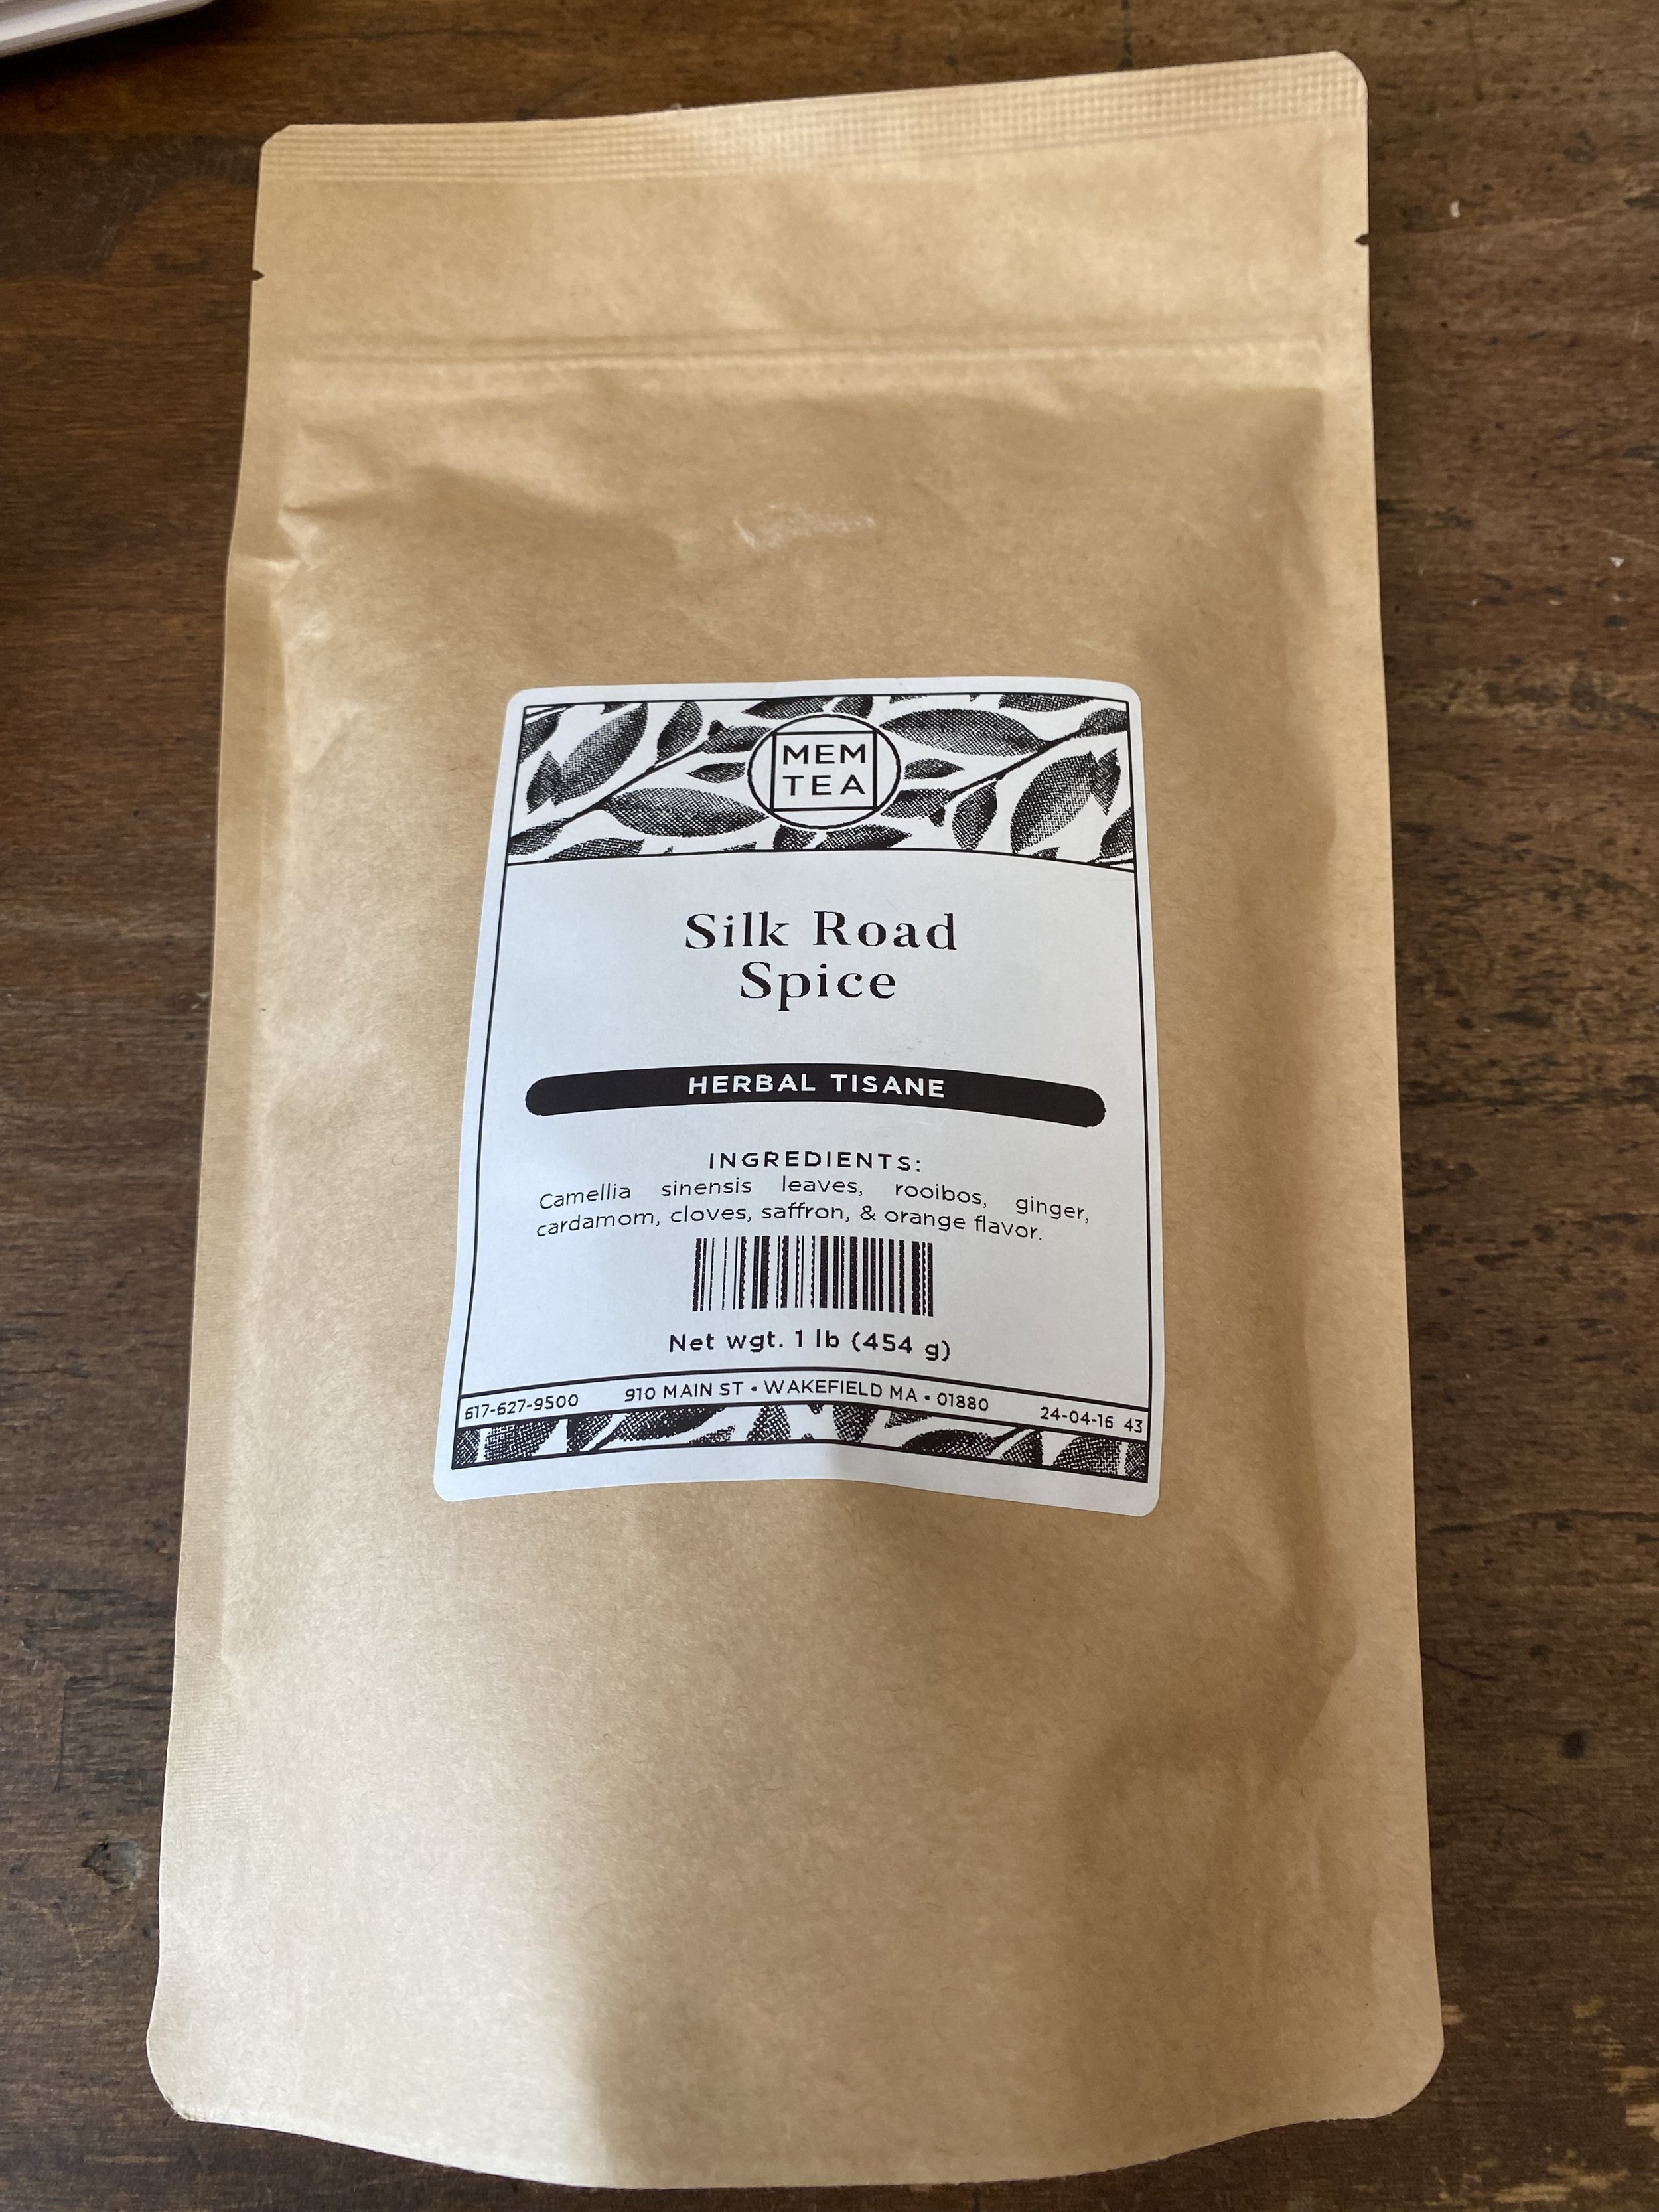 MEM
TEA
Silk Road
Spice
HERBAL TISANE
INGREDIENTS:
Camellia sinensis leaves, rooibos, ginger,
cardamom, cloves, saffron, & orange flavor.
Net wgt. 1 lb (454 g)
617-627-9500 910 MAIN ST • WAKEFIELD MA • 01880 24-04-16 43